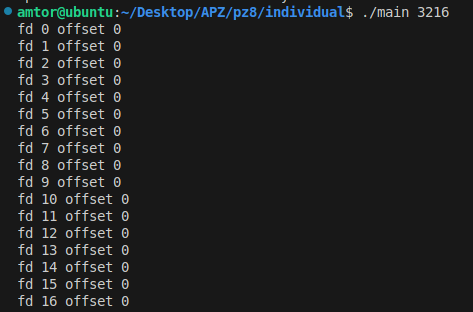 amtor@ubuntu:~/Desktop/APZ/pz8/individual$ ./main 3216
fd 0 offset 0
fd 1 offset 0
fd 2 offset 0
fd 3 offset 0
fd 4 offset 0
fd 5 offset 0
fd 6 offset 0
fd 7 offset 0
fd 8 offset 0
fd 9 offset 0
fd 10 offset 0
fd 11 offset 0
fd 12 offset 0
fd 13 offset 0
fd 14 offset 0
fd 15 offset 0
fd 16 offset 0